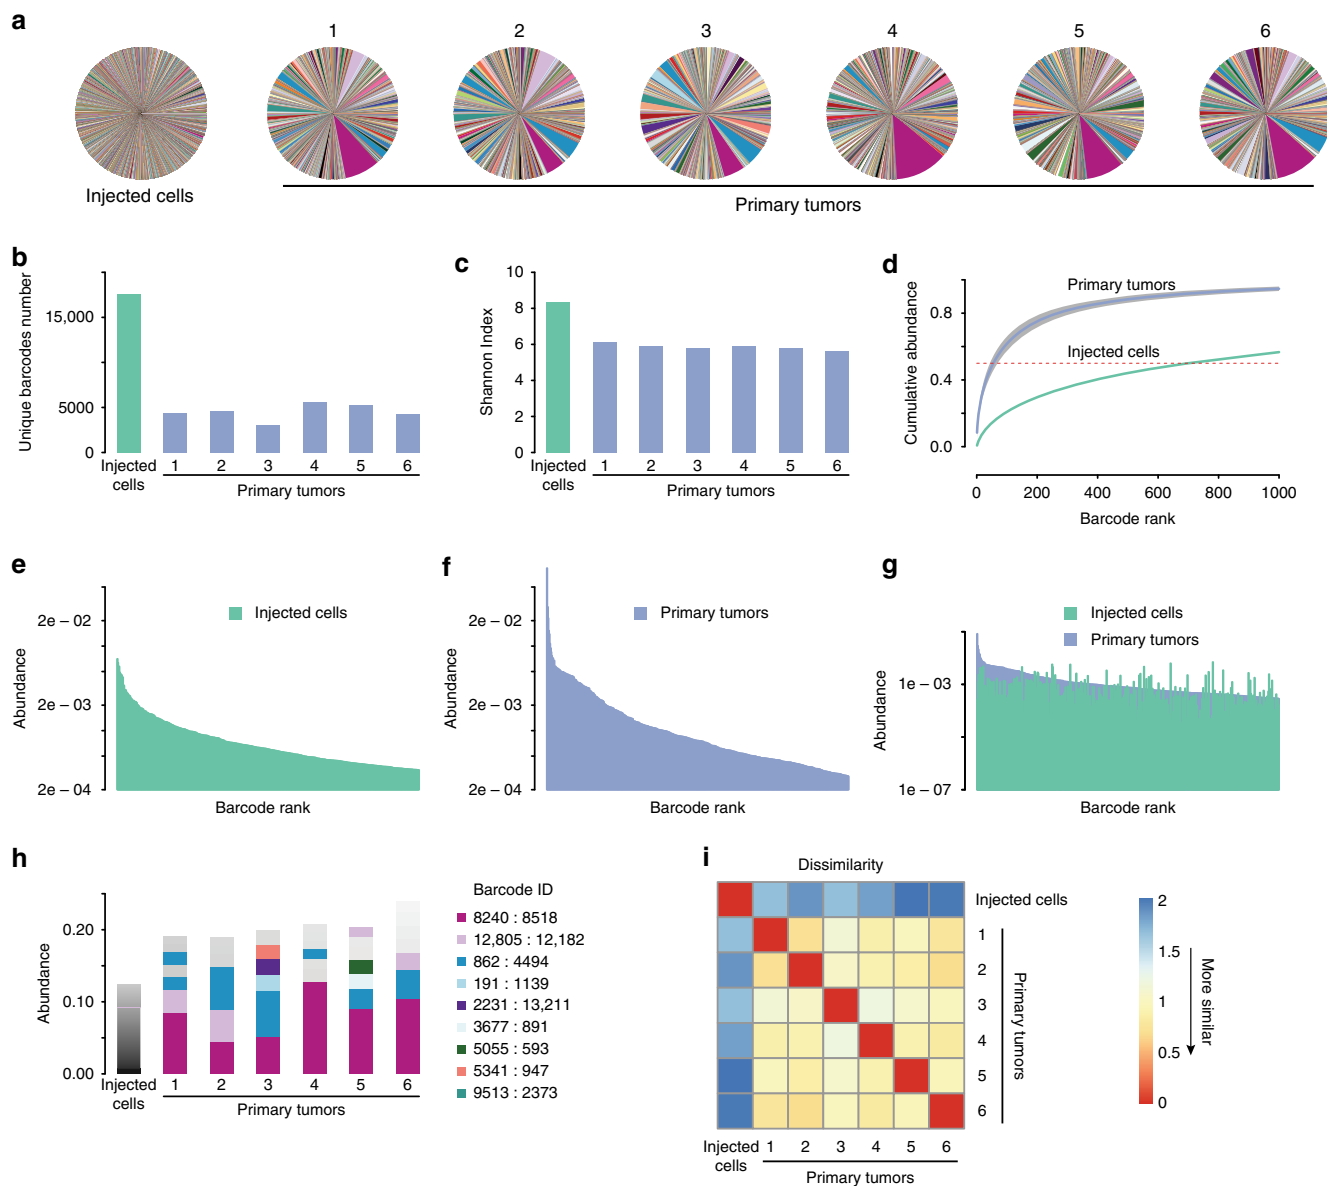 a
1 2 3 4 5 6
Injected cells
Primary tumors
b
Unique barcodes number
15,000
5000
0
Injected cells
1 2 3 4 5 6
Primary tumors
c
Shannon Index
10
8
6
4
2
0
Injected cells
1 2 3 4 5 6
Primary tumors
d
Cumulative abundance
0.8
0.4
0.0
Primary tumors
Injected cells
0 200 400 600 800 1000
Barcode rank
e
Abundance
2e − 02
2e − 03
2e − 04
Injected cells
Barcode rank
f
Abundance
2e − 02
2e − 03
2e − 04
Primary tumors
Barcode rank
g
Injected cells
Primary tumors
Abundance
1e − 03
1e − 07
Barcode rank
h
Abundance
0.20
0.10
0.00
Injected cells
1 2 3 4 5 6
Primary tumors
Barcode ID
8240 : 8518
12,805 : 12,182
862 : 4494
191 : 1139
2231 : 13,211
3677 : 891
5055 : 593
5341 : 947
9513 : 2373
i
Dissimilarity
Injected cells
1
2
3
4
5
6
Primary tumors
Injected cells
1 2 3 4 5 6
Primary tumors
2
1.5
1
0.5
0
More similar